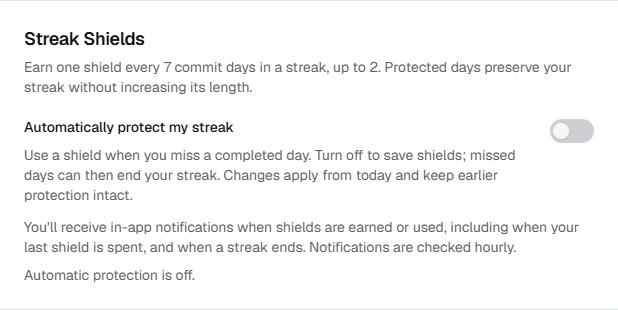 Streak Shields
Earn one shield every 7 commit days in a streak, up to 2. Protected days preserve your
streak without increasing its length.
Automatically protect my streak
Use a shield when you miss a completed day. Turn off to save shields; missed
days can then end your streak. Changes apply from today and keep earlier
protection intact.
You’ll receive in-app notifications when shields are earned or used, including when your
last shield is spent, and when a streak ends. Notifications are checked hourly.
Automatic protection is off.